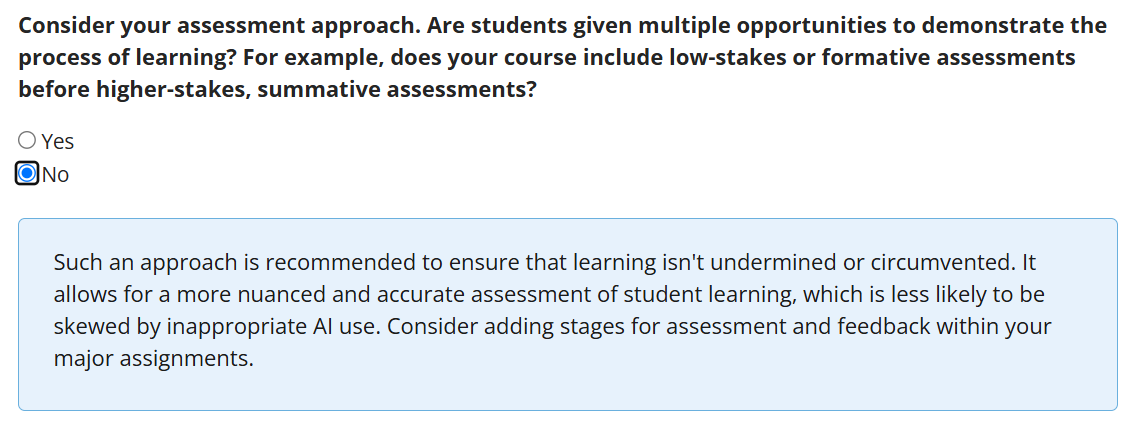 Consider your assessment approach. Are students given multiple opportunities to demonstrate the
process of learning? For example, does your course include low-stakes or formative assessments
before higher-stakes, summative assessments?
Yes
No
Such an approach is recommended to ensure that learning isn't undermined or circumvented. It
allows for a more nuanced and accurate assessment of student learning, which is less likely to be
skewed by inappropriate AI use. Consider adding stages for assessment and feedback within your
major assignments.